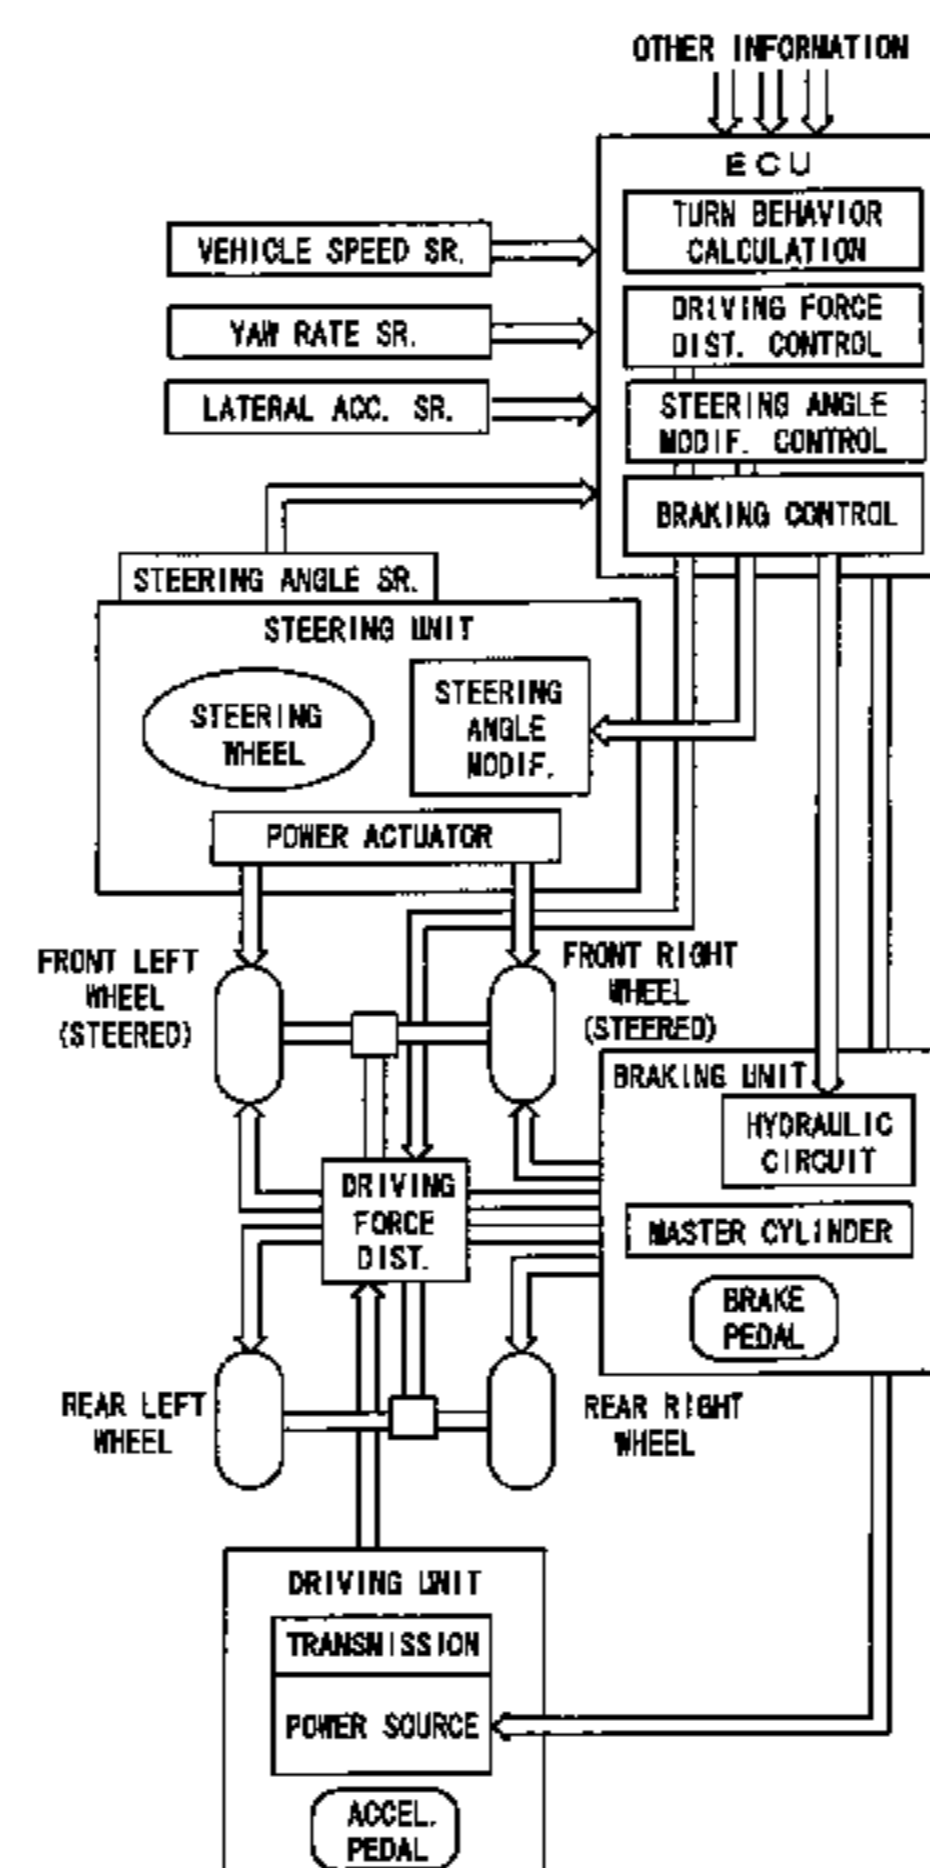 OTHER INFORMATION
ECU
TURN BEHAVIOR
CALCULATION
VEHICLE SPEED SR.
DRIVING FORCE
DIST. CONTROL
YAW RATE SR.
STEERING ANGLE
MODIF. CONTROL
LATERAL ACC. SR.
BRAKING CONTROL
STEERING ANGLE SR.
STEERING UNIT
STEERING
WHEEL
STEERING
ANGLE
MODIF.
POWER ACTUATOR
FRONT LEFT
WHEEL
(STEERED)
FRONT RIGHT
WHEEL
(STEERED)
BRAKING UNIT
HYDRAULIC
CIRCUIT
DRIVING
FORCE
DIST.
MASTER CYLINDER
BRAKE
PEDAL
REAR LEFT
WHEEL
REAR RIGHT
WHEEL
DRIVING UNIT
TRANSMISSION
POWER SOURCE
ACCEL.
PEDAL